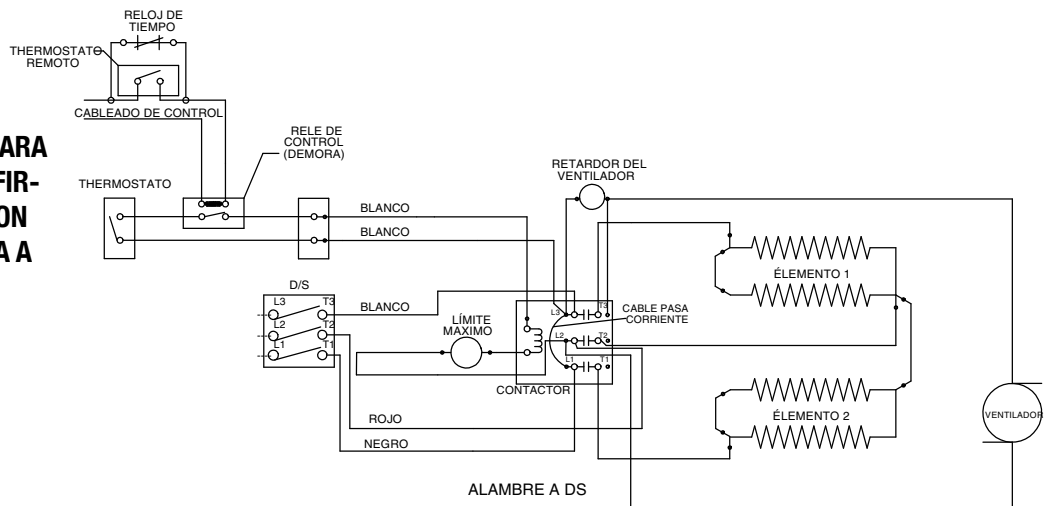 RELOJ DE
TIEMPO
THERMOSTATO
REMOTO
CABLEADO DE CONTROL
ARA
FIR-
ON
A A
RELE DE
CONTROL
(DEMORA)
THERMOSTATO
BLANCO
BLANCO
RETARDOR DEL
VENTILADOR
ÉLEMENTO 1
D/S
L3 T3
L2 T2
L1 T1
BLANCO
LÍMITE
MAXIMO
L3 T3
L2 T2
L1 T1
CABLE PASA
CORRIENTE
CONTACTOR
ROJO
NEGRO
ÉLEMENTO 2
VENTILADOR
ALAMBRE A DS